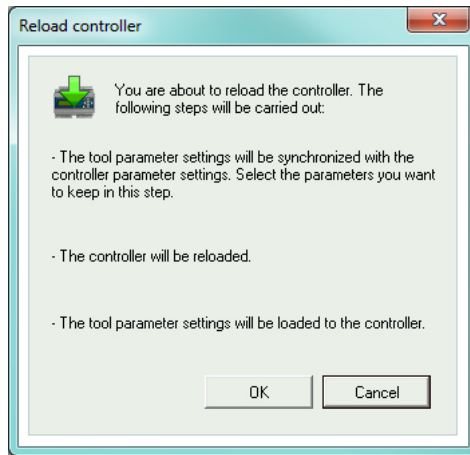 Reload controller
You are about to reload the controller. The
following steps will be carried out:
- The tool parameter settings will be synchronized with the
controller parameter settings. Select the parameters you want
to keep in this step.
- The controller will be reloaded.
- The tool parameter settings will be loaded to the controller.
OK
Cancel